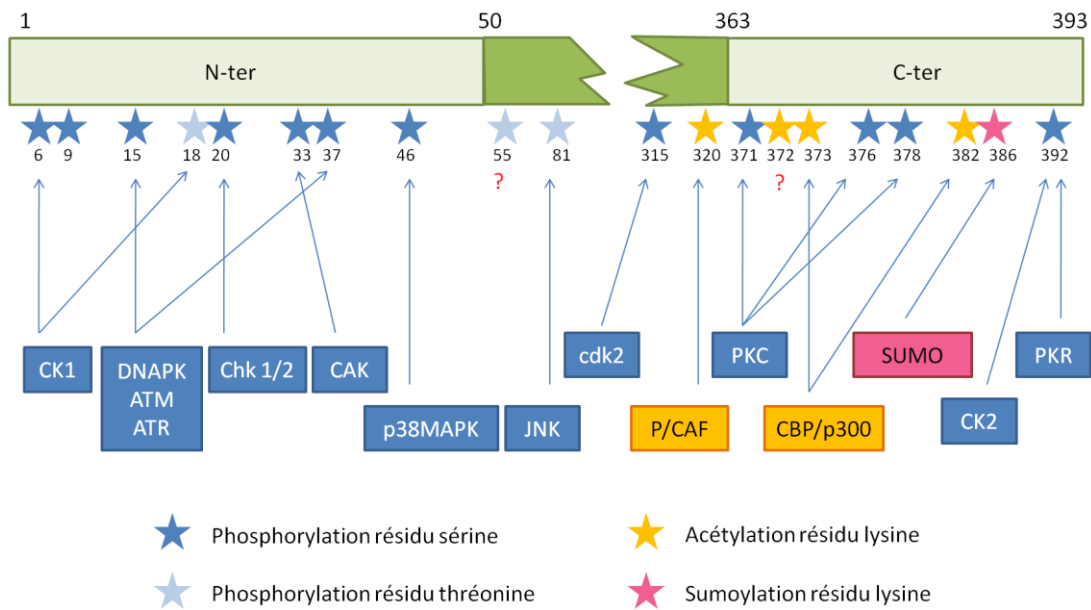 1 50 363 393
N-ter C-ter
6 9 15 18 20 33 37 46 55 81 315 320 371 372 373 376 378 382 386 392
? ?
CK1
DNAPK
ATM
ATR
Chk 1/2
CAK
p38MAPK
JNK
cdk2
P/CAF
PKC
CBP/p300
SUMO
CK2
PKR
Phosphorylation résidu sérine
Acétylation résidu lysine
Phosphorylation résidu thréonine
Sumoylation résidu lysine